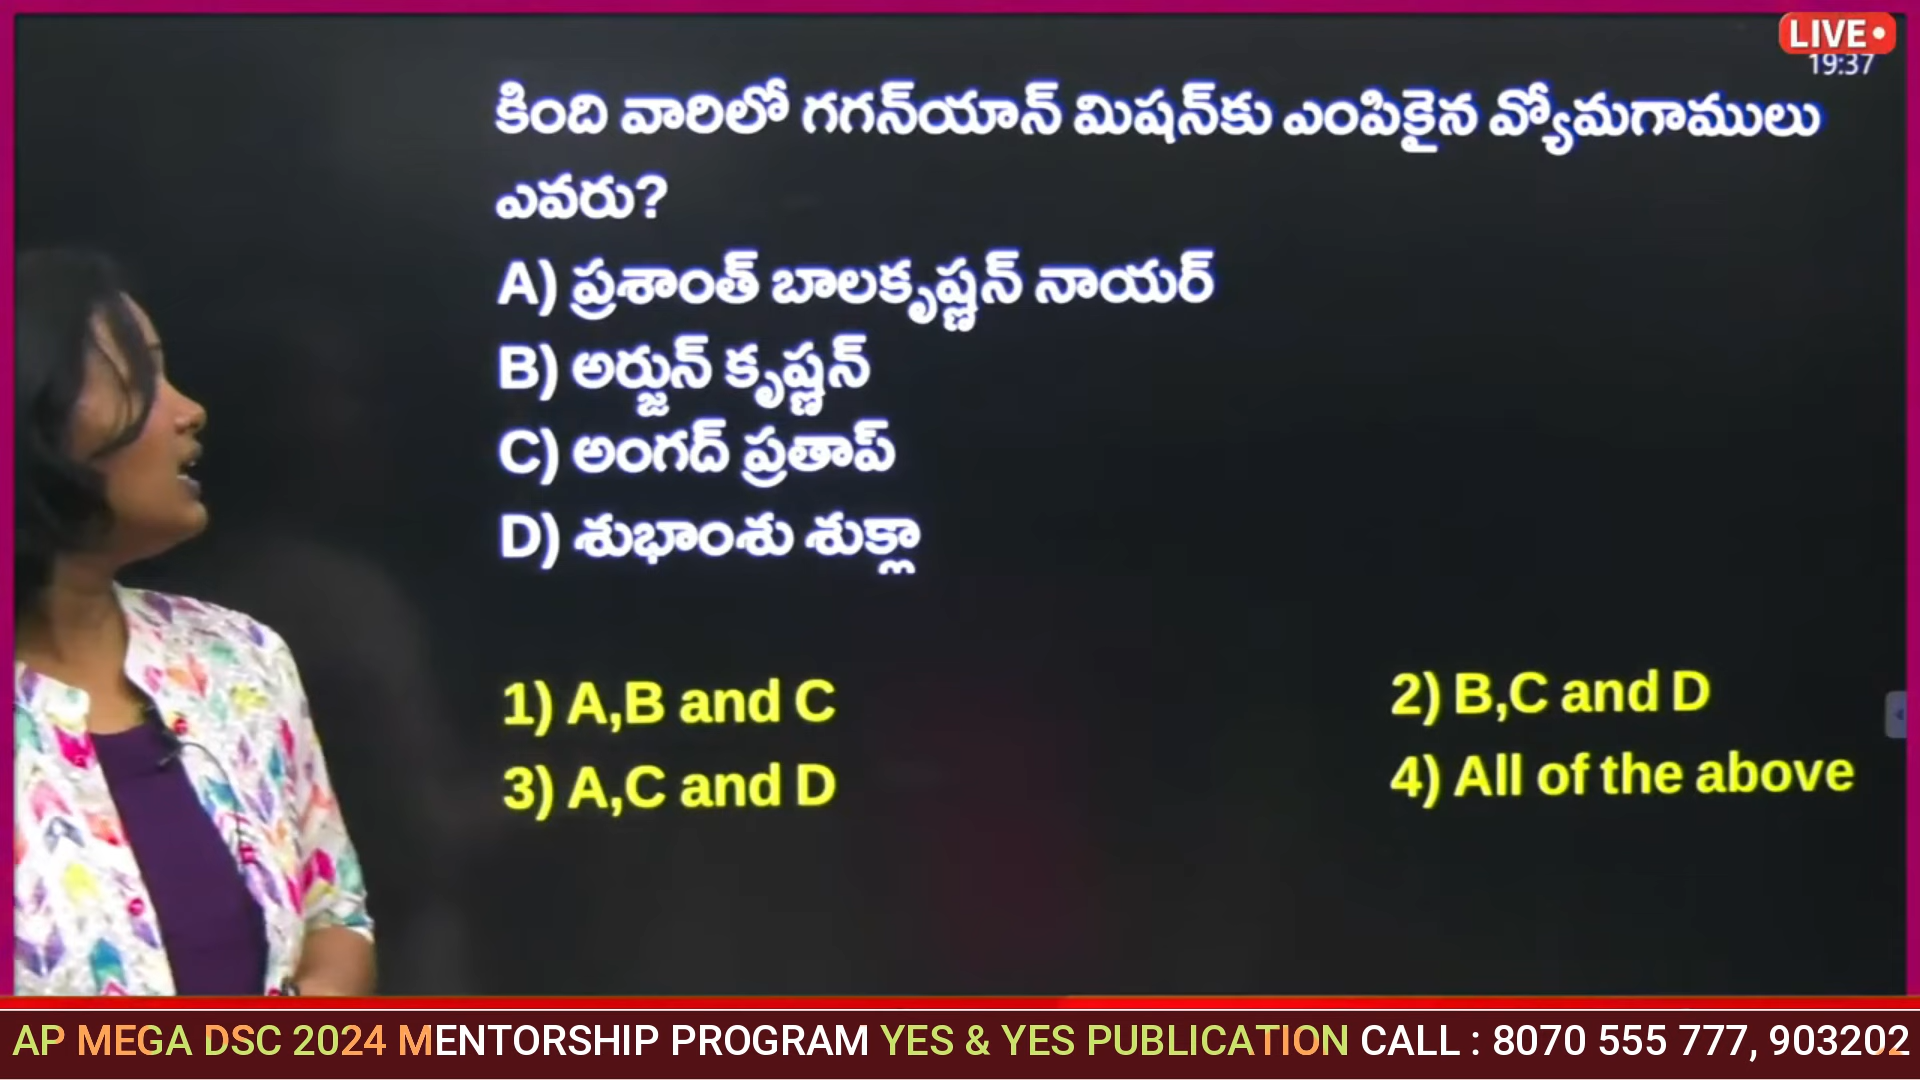 LIVE
19:37
కింది వారిలో గగన్‌యాన్ మిషన్‌కు ఎంపికైన వ్యోమగాములు
ఎవరు?
A) ప్రశాంత్ బాలకృష్ణన్ నాయర్
B) అర్జున్ కృష్ణన్
C) అంగద్ ప్రతాప్
D) శుభాంశు శుక్లా
1) A,B and C
2) B,C and D
3) A,C and D
4) All of the above
AP MEGA DSC 2024 MENTORSHIP PROGRAM YES & YES PUBLICATION CALL : 8070 555 777, 903202